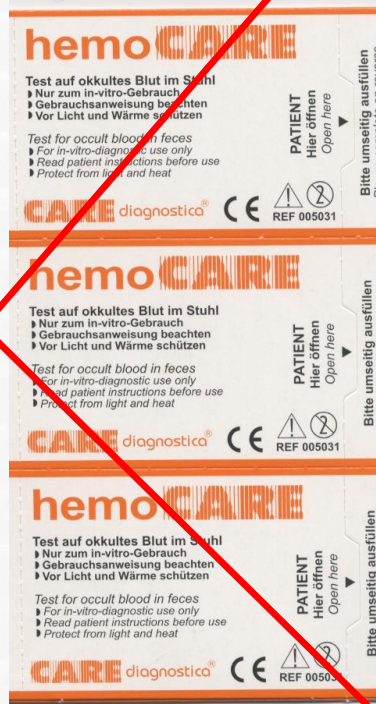 hemoCARE
Test auf okkultes Blut im Stuhl
Nur zum in-vitro-Gebrauch
Gebrauchsanweisung beachten
Vor Licht und Wärme schützen
Test for occult blood in feces
For in-vitro-diagnostic use only
Read patient instructions before use
Protect from light and heat
CARE diagnostica® CE
2
REF 005031
PATIENT
Hier öffnen
Open here
Bitte umseitig ausfüllen
hemoCARE
Test auf okkultes Blut im Stuhl
Nur zum in-vitro-Gebrauch
Gebrauchsanweisung beachten
Vor Licht und Wärme schützen
Test for occult blood in feces
For in-vitro-diagnostic use only
Read patient instructions before use
Protect from light and heat
CARE diagnostica® CE
2
REF 005031
PATIENT
Hier öffnen
Open here
Bitte umseitig ausfüllen
hemoCARE
Test auf okkultes Blut im Stuhl
Nur zum in-vitro-Gebrauch
Gebrauchsanweisung beachten
Vor Licht und Wärme schützen
Test for occult blood in feces
For in-vitro-diagnostic use only
Read patient instructions before use
Protect from light and heat
CARE diagnostica® CE
2
REF 005031
PATIENT
Hier öffnen
Open here
Bitte umseitig ausfüllen